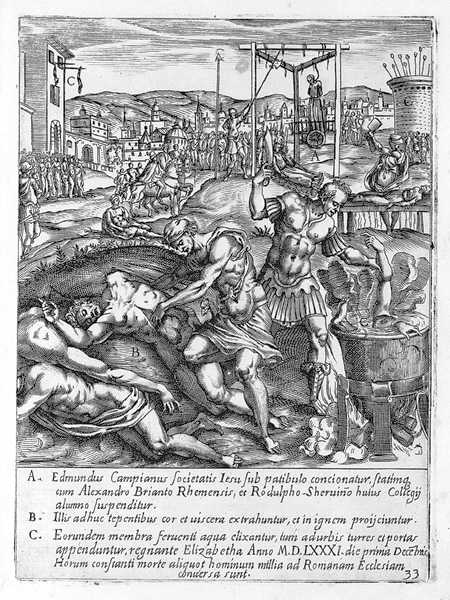 C
A
C
B
A. Edmundus Campianus Societatis Iesu sub patibulo concionatur, statimq̃
cum Alexandro Brianto Rhemensis, et Rodulpho Sheruino huius Collegij
alumno suspenditur.
B. Illis adhuc tepentibus cor et uiscera extrahuntur, et in ignem proijciuntur.
C. Eorundem membra feruenti aqua elixantur, tum ad urbis turres et portas
appenduntur, regnante Elizabetha Anno M.D.LXXXI. die prima Decẽbris
Horum constanti morte aliquot hominum millia ad Romanam Ecclesiam
conuersa sunt. 33